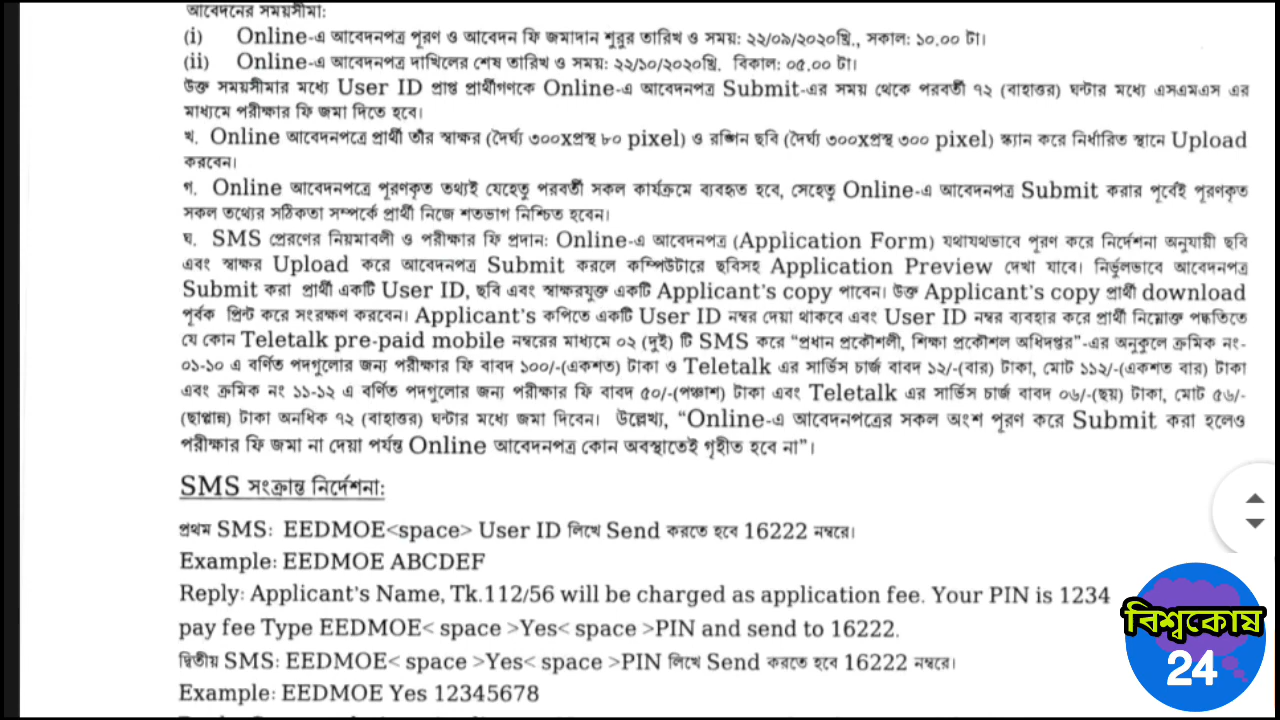 আবেদনের সময়সীমা:
(i) Online-এ আবেদনপত্র পূরণ ও আবেদন ফি জমাদান শুরুর তারিখ ও সময়: ২২/০৯/২০২০খ্রি., সকাল: ১০.০০ টা।
(ii) Online-এ আবেদনপত্র দাখিলের শেষ তারিখ ও সময়: ২২/১০/২০২০খ্রি. বিকাল: ০৫.০০ টা।
উক্ত সময়সীমার মধ্যে User ID প্রাপ্ত প্রার্থীগণকে Online-এ আবেদনপত্র Submit-এর সময় থেকে পরবর্তী ৭২ (বাহাত্তর) ঘন্টার মধ্যে এসএমএস এর
মাধ্যমে পরীক্ষার ফি জমা দিতে হবে।
খ. Online আবেদনপত্রে প্রার্থী তাঁর স্বাক্ষর (দৈর্ঘ্য ৩০০xপ্রস্থ ৮০ pixel) ও রঙ্গিন ছবি (দৈর্ঘ্য ৩০০xপ্রস্থ ৩০০ pixel) স্ক্যান করে নির্ধারিত স্থানে Upload
করবেন।
গ. Online আবেদনপত্রে পূরণকৃত তথ্যই যেহেতু পরবর্তী সকল কার্যক্রমে ব্যবহৃত হবে, সেহেতু Online-এ আবেদনপত্র Submit করার পূর্বেই পূরণকৃত
সকল তথ্যের সঠিকতা সম্পর্কে প্রার্থী নিজে শতভাগ নিশ্চিত হবেন।
ঘ. SMS প্রেরণের নিয়মাবলী ও পরীক্ষার ফি প্রদান: Online-এ আবেদনপত্র (Application Form) যথাযথভাবে পূরণ করে নির্দেশনা অনুযায়ী ছবি
এবং স্বাক্ষর Upload করে আবেদনপত্র Submit করলে কম্পিউটারে ছবিসহ Application Preview দেখা যাবে। নির্ভুলভাবে আবেদনপত্র
Submit করা প্রার্থী একটি User ID, ছবি এবং স্বাক্ষরযুক্ত একটি Applicant's copy পাবেন। উক্ত Applicant's copy প্রার্থী download
পূর্বক প্রিন্ট করে সংরক্ষণ করবেন। Applicant's কপিতে একটি User ID নম্বর দেয়া থাকবে এবং User ID নম্বর ব্যবহার করে প্রার্থী নিম্নোক্ত পদ্ধতিতে
যে কোন Teletalk pre-paid mobile নম্বরের মাধ্যমে ০২ (দুই) টি SMS করে "প্রধান প্রকৌশলী, শিক্ষা প্রকৌশল অধিদপ্তর"-এর অনুকূলে ক্রমিক নং-
০১-১০ এ বর্ণিত পদগুলোর জন্য পরীক্ষার ফি বাবদ ১০০/-(একশত) টাকা ও Teletalk এর সার্ভিস চার্জ বাবদ ১২/-(বার) টাকা, মোট ১১২/-(একশত বার) টাকা
এবং ক্রমিক নং ১১-১২ এ বর্ণিত পদগুলোর জন্য পরীক্ষার ফি বাবদ ৫০/-(পঞ্চাশ) টাকা এবং Teletalk এর সার্ভিস চার্জ বাবদ ০৬/-(ছয়) টাকা, মোট ৫৬/-
(ছাপ্পান্ন) টাকা অনধিক ৭২ (বাহাত্তর) ঘন্টার মধ্যে জমা দিবেন। উল্লেখ্য, "Online-এ আবেদনপত্রের সকল অংশ পূরণ করে Submit করা হলেও
পরীক্ষার ফি জমা না দেয়া পর্যন্ত Online আবেদনপত্র কোন অবস্থাতেই গৃহীত হবে না"।
SMS সংক্রান্ত নির্দেশনা:
প্রথম SMS: EEDMOE<space> User ID লিখে Send করতে হবে 16222 নম্বরে।
Example: EEDMOE ABCDEF
Reply: Applicant's Name, Tk.112/56 will be charged as application fee. Your PIN is 1234
pay fee Type EEDMOE< space >Yes< space >PIN and send to 16222.
দ্বিতীয় SMS: EEDMOE< space >Yes< space >PIN লিখে Send করতে হবে 16222 নম্বরে।
Example: EEDMOE Yes 12345678
বিশ্বকোষ
24